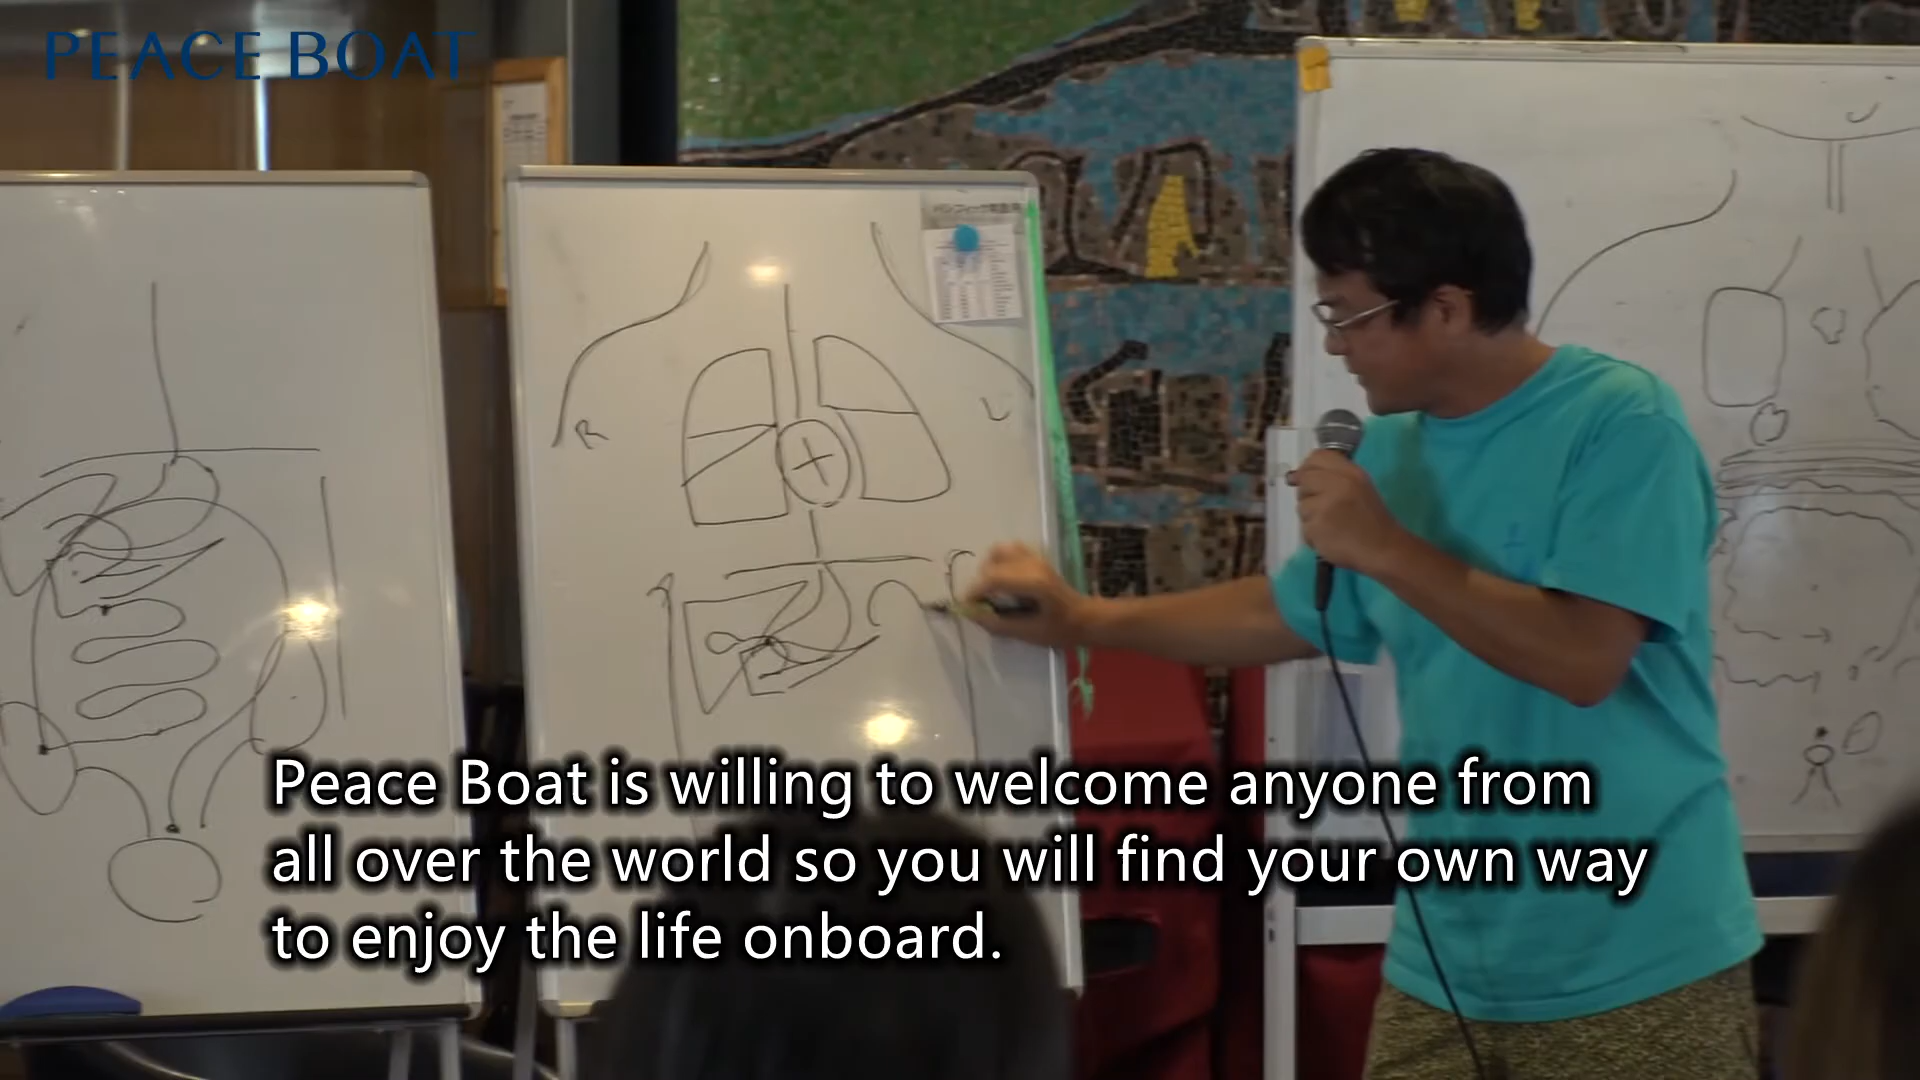 PEACE BOAT
R
L
Peace Boat is willing to welcome anyone from
all over the world so you will find your own way
to enjoy the life onboard.